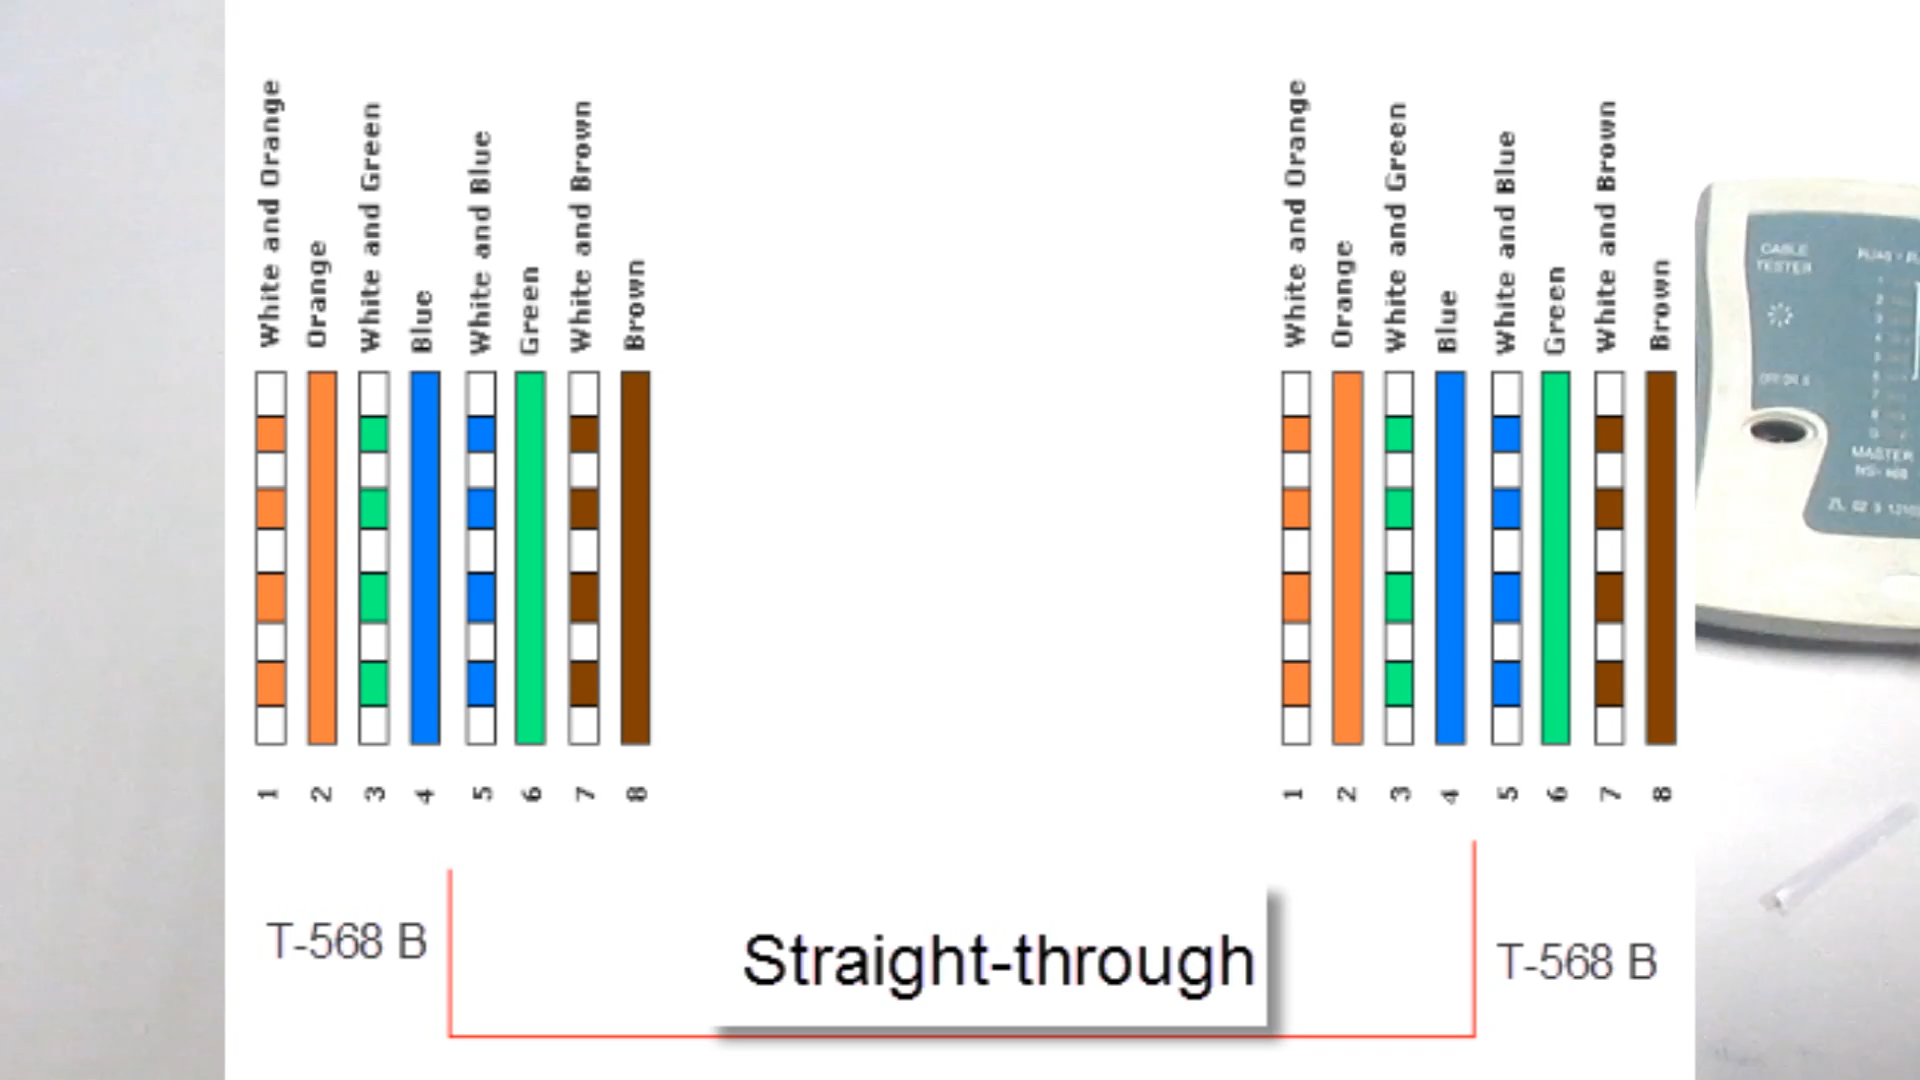 White and Orange
Orange
White and Green
Blue
White and Blue
Green
White and Brown
Brown
1 2 3 4 5 6 7 8
T-568 B
White and Orange
Orange
White and Green
Blue
White and Blue
Green
White and Brown
Brown
1 2 3 4 5 6 7 8
T-568 B
Straight-through
CABLE
TESTER
MASTER